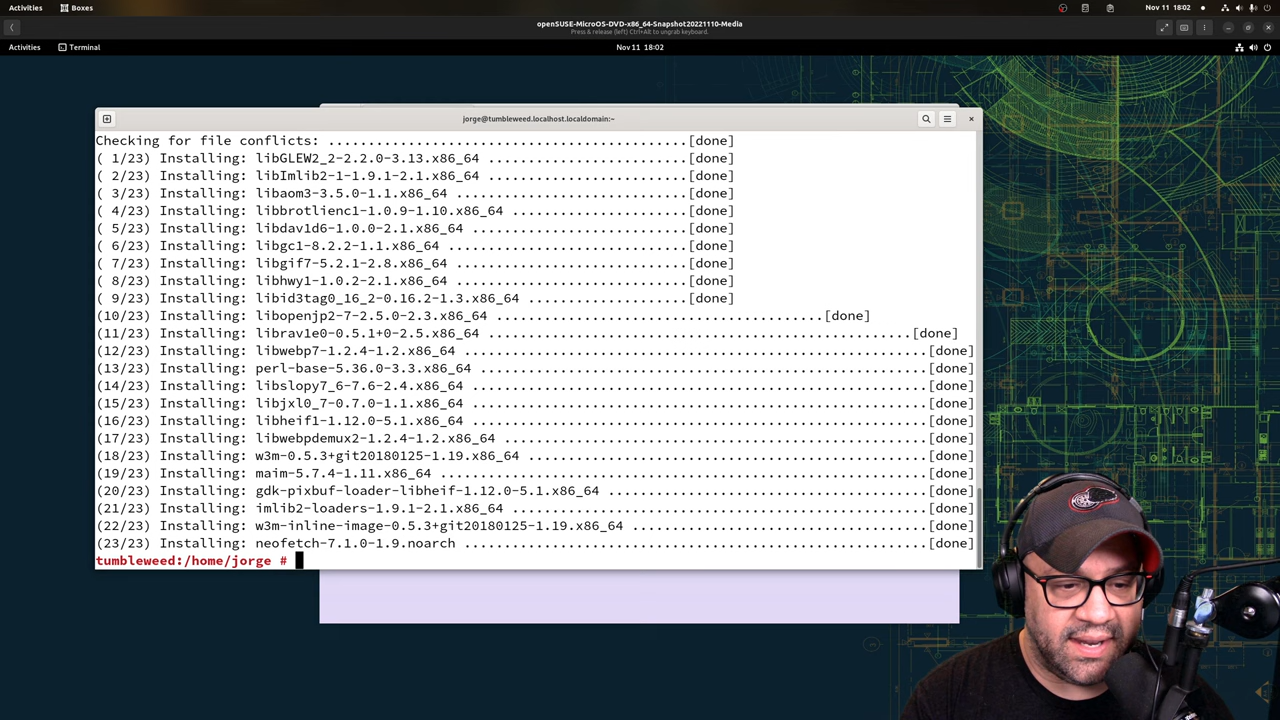 Activities Boxes Nov 11 18:02
openSUSE-MicroOS-DVD-x86_64-Snapshot20221110-Media
Press & release (left) Ctrl+Alt to ungrab keyboard.
Activities Terminal Nov 11 18:02
jorge@tumbleweed.localhost.localdomain:~
Checking for file conflicts: .............................................[done]
( 1/23) Installing: libGLEW2_2-2.2.0-3.13.x86_64 .........................[done]
( 2/23) Installing: libImlib2-1-1.9.1-2.1.x86_64 .........................[done]
( 3/23) Installing: libaom3-3.5.0-1.1.x86_64 .............................[done]
( 4/23) Installing: libbrotlienc1-1.0.9-1.10.x86_64 ......................[done]
( 5/23) Installing: libdav1d6-1.0.0-2.1.x86_64 ...........................[done]
( 6/23) Installing: libgc1-8.2.2-1.1.x86_64 ..............................[done]
( 7/23) Installing: libgif7-5.2.1-2.8.x86_64 .............................[done]
( 8/23) Installing: libhwy1-1.0.2-2.1.x86_64 .............................[done]
( 9/23) Installing: libid3tag0_16_2-0.16.2-1.3.x86_64 ....................[done]
(10/23) Installing: libopenjp2-7-2.5.0-2.3.x86_64 .........................................[done]
(11/23) Installing: librav1e0-0.5.1+0-2.5.x86_64 .....................................................[done]
(12/23) Installing: libwebp7-1.2.4-1.2.x86_64 ..........................................................[done]
(13/23) Installing: perl-base-5.36.0-3.3.x86_64 ........................................................[done]
(14/23) Installing: libslopy7_6-7.6-2.4.x86_64 .........................................................[done]
(15/23) Installing: libjxl0_7-0.7.0-1.1.x86_64 .........................................................[done]
(16/23) Installing: libheif1-1.12.0-5.1.x86_64 .........................................................[done]
(17/23) Installing: libwebpdemux2-1.2.4-1.2.x86_64 .....................................................[done]
(18/23) Installing: w3m-0.5.3+git20180125-1.19.x86_64 ..................................................[done]
(19/23) Installing: maim-5.7.4-1.11.x86_64 .............................................................[done]
(20/23) Installing: gdk-pixbuf-loader-libheif-1.12.0-5.1.x86_64 ........................................[done]
(21/23) Installing: imlib2-loaders-1.9.1-2.1.x86_64 ....................................................[done]
(22/23) Installing: w3m-inline-image-0.5.3+git20180125-1.19.x86_64 .....................................[done]
(23/23) Installing: neofetch-7.1.0-1.9.noarch ..........................................................[done]
tumbleweed:/home/jorge #